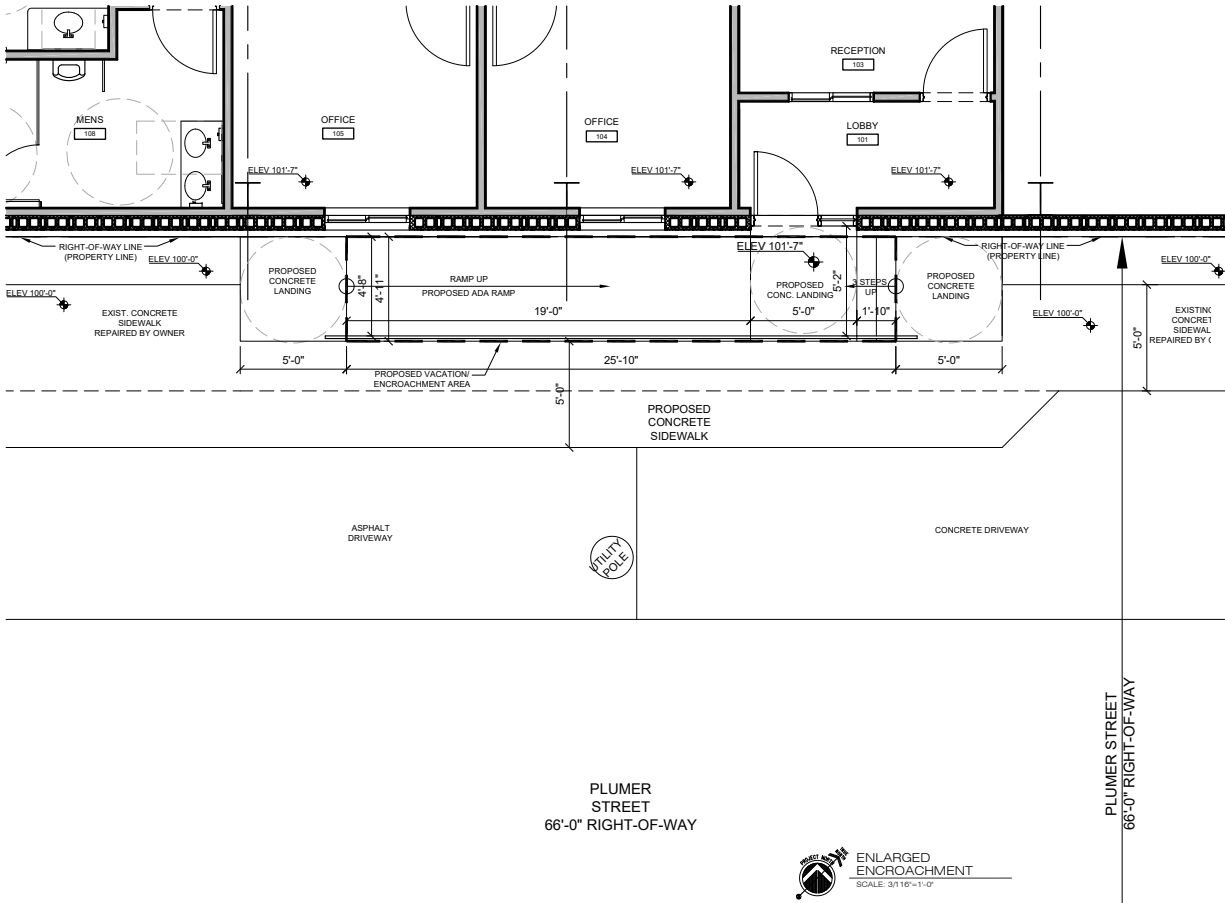 RECEPTION
103
MENS
108
OFFICE
105
OFFICE
104
LOBBY
101
ELEV 101'-7"
ELEV 101'-7"
ELEV 101'-7"
RIGHT-OF-WAY LINE
(PROPERTY LINE)
ELEV 100'-0"
ELEV 100'-0"
EXIST. CONCRETE
SIDEWALK
REPAIRED BY OWNER
PROPOSED
CONCRETE
LANDING
4'-8"
4'-11"
RAMP UP
PROPOSED ADA RAMP
19'-0"
ELEV 101'-7"
PROPOSED
CONC. LANDING
5'-2"
3 STEPS
UP
5'-0"
1'-10"
PROPOSED
CONCRETE
LANDING
RIGHT-OF-WAY LINE
(PROPERTY LINE)
ELEV 100'-0"
ELEV 100'-0"
5'-0"
EXISTING
CONCRET
SIDEWAL
REPAIRED BY
5'-0"
25'-10"
5'-0"
PROPOSED VACATION/
ENCROACHMENT AREA
5'-0"
PROPOSED
CONCRETE
SIDEWALK
ASPHALT
DRIVEWAY
UTILITY
POLE
CONCRETE DRIVEWAY
PLUMER
STREET
66'-0" RIGHT-OF-WAY
PLUMER STREET
66'-0" RIGHT-OF-WAY
PROJECT NORTH
ENLARGED
ENCROACHMENT
SCALE: 3/116"=1'-0"